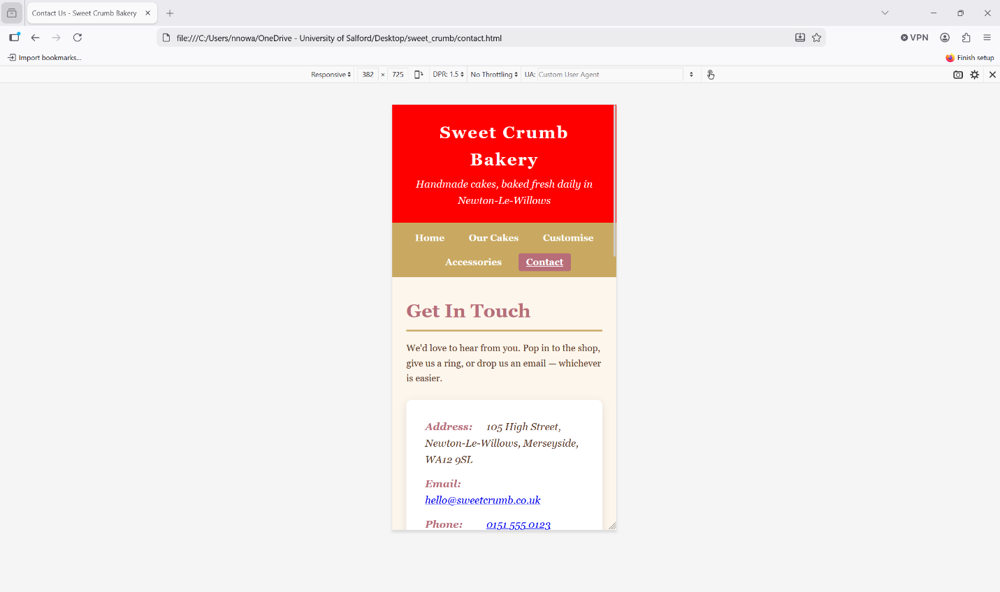 Contact Us - Sweet Crumb Bakery
file:///C:/Users/nnowa/OneDrive - University of Salford/Desktop/sweet_crumb/contact.html
VPN
Import bookmarks...
Finish setup
Responsive 382 × 725 DPR: 1.5 No Throttling UA: Custom User Agent
Sweet Crumb
Bakery
Handmade cakes, baked fresh daily in
Newton-Le-Willows
Home Our Cakes Customise
Accessories Contact
Get In Touch
We'd love to hear from you. Pop in to the shop,
give us a ring, or drop us an email — whichever
is easier.
Address: 105 High Street,
Newton-Le-Willows, Merseyside,
WA12 9SL
Email:
hello@sweetcrumb.co.uk
Phone: 0151 555 0123